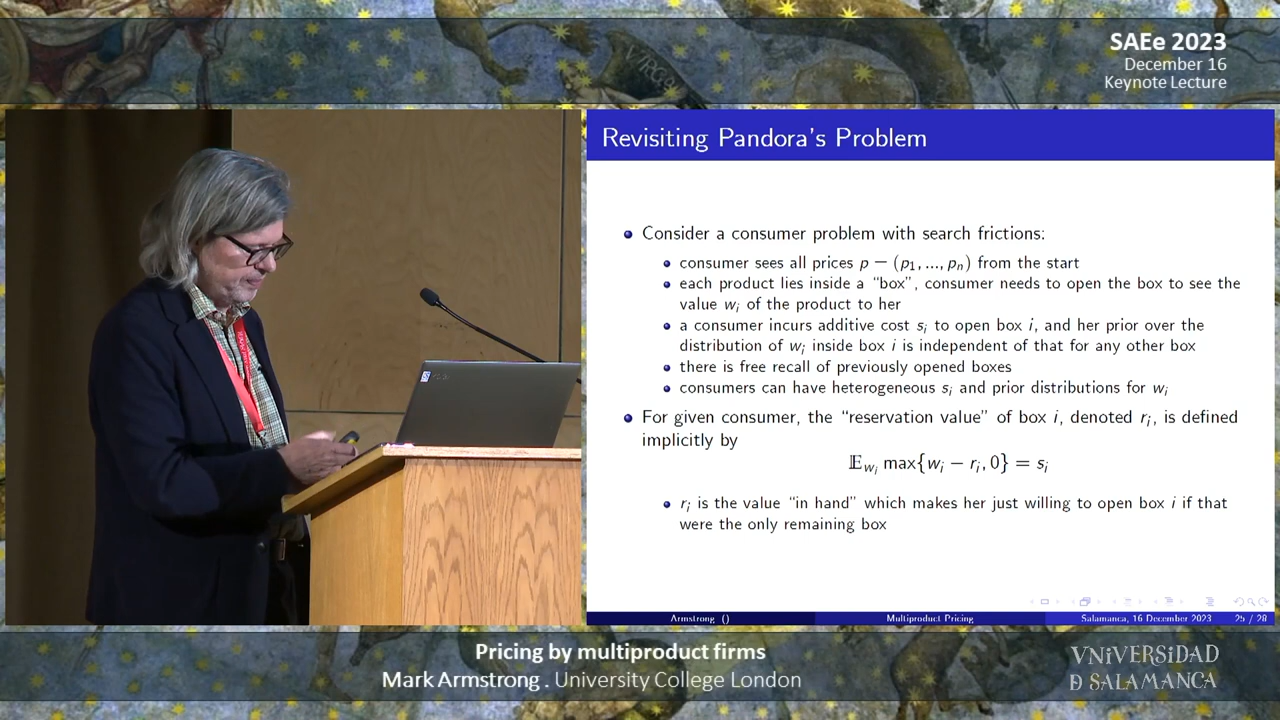 SAEe 2023
December 16
Keynote Lecture
Revisiting Pandora's Problem
Consider a consumer problem with search frictions:
consumer sees all prices p = (p1, ..., pn) from the start
each product lies inside a "box", consumer needs to open the box to see the
value wi of the product to her
a consumer incurs additive cost si to open box i, and her prior over the
distribution of wi inside box i is independent of that for any other box
there is free recall of previously opened boxes
consumers can have heterogeneous si and prior distributions for wi
For given consumer, the "reservation value" of box i, denoted ri, is defined
implicitly by
𝔼wi max{wi − ri, 0} = si
ri is the value "in hand" which makes her just willing to open box i if that
were the only remaining box
Armstrong ()
Multiproduct Pricing
Salamanca, 16 December 2023
25 / 28
Pricing by multiproduct firms
Mark Armstrong . University College London
VNiVERSiDAD
D SALAMANCA